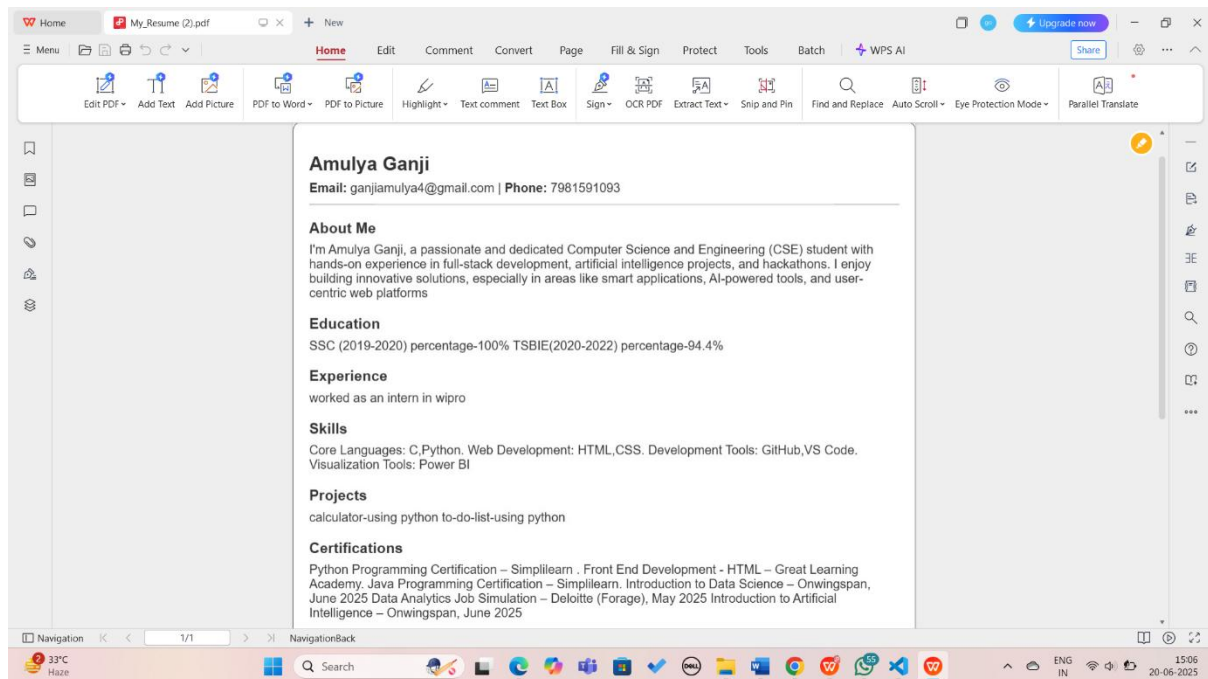 Home
My_Resume (2).pdf
New
Upgrade now
Menu
Home Edit Comment Convert Page Fill & Sign Protect Tools Batch WPS AI
Share
Edit PDF Add Text Add Picture PDF to Word PDF to Picture Highlight Text comment Text Box Sign OCR PDF Extract Text Snip and Pin Find and Replace Auto Scroll Eye Protection Mode Parallel Translate
Amulya Ganji
Email: ganjiamulya4@gmail.com | Phone: 7981591093
About Me
I'm Amulya Ganji, a passionate and dedicated Computer Science and Engineering (CSE) student with
hands-on experience in full-stack development, artificial intelligence projects, and hackathons. I enjoy
building innovative solutions, especially in areas like smart applications, AI-powered tools, and user-
centric web platforms
Education
SSC (2019-2020) percentage-100% TSBIE(2020-2022) percentage-94.4%
Experience
worked as an intern in wipro
Skills
Core Languages: C,Python. Web Development: HTML,CSS. Development Tools: GitHub,VS Code.
Visualization Tools: Power BI
Projects
calculator-using python to-do-list-using python
Certifications
Python Programming Certification – Simplilearn . Front End Development - HTML – Great Learning
Academy. Java Programming Certification – Simplilearn. Introduction to Data Science – Onwingspan,
June 2025 Data Analytics Job Simulation – Deloitte (Forage), May 2025 Introduction to Artificial
Intelligence – Onwingspan, June 2025
Navigation
1/1
NavigationBack
2
33°C
Haze
Search
DELL
55
ENG
IN
15:06
20-06-2025